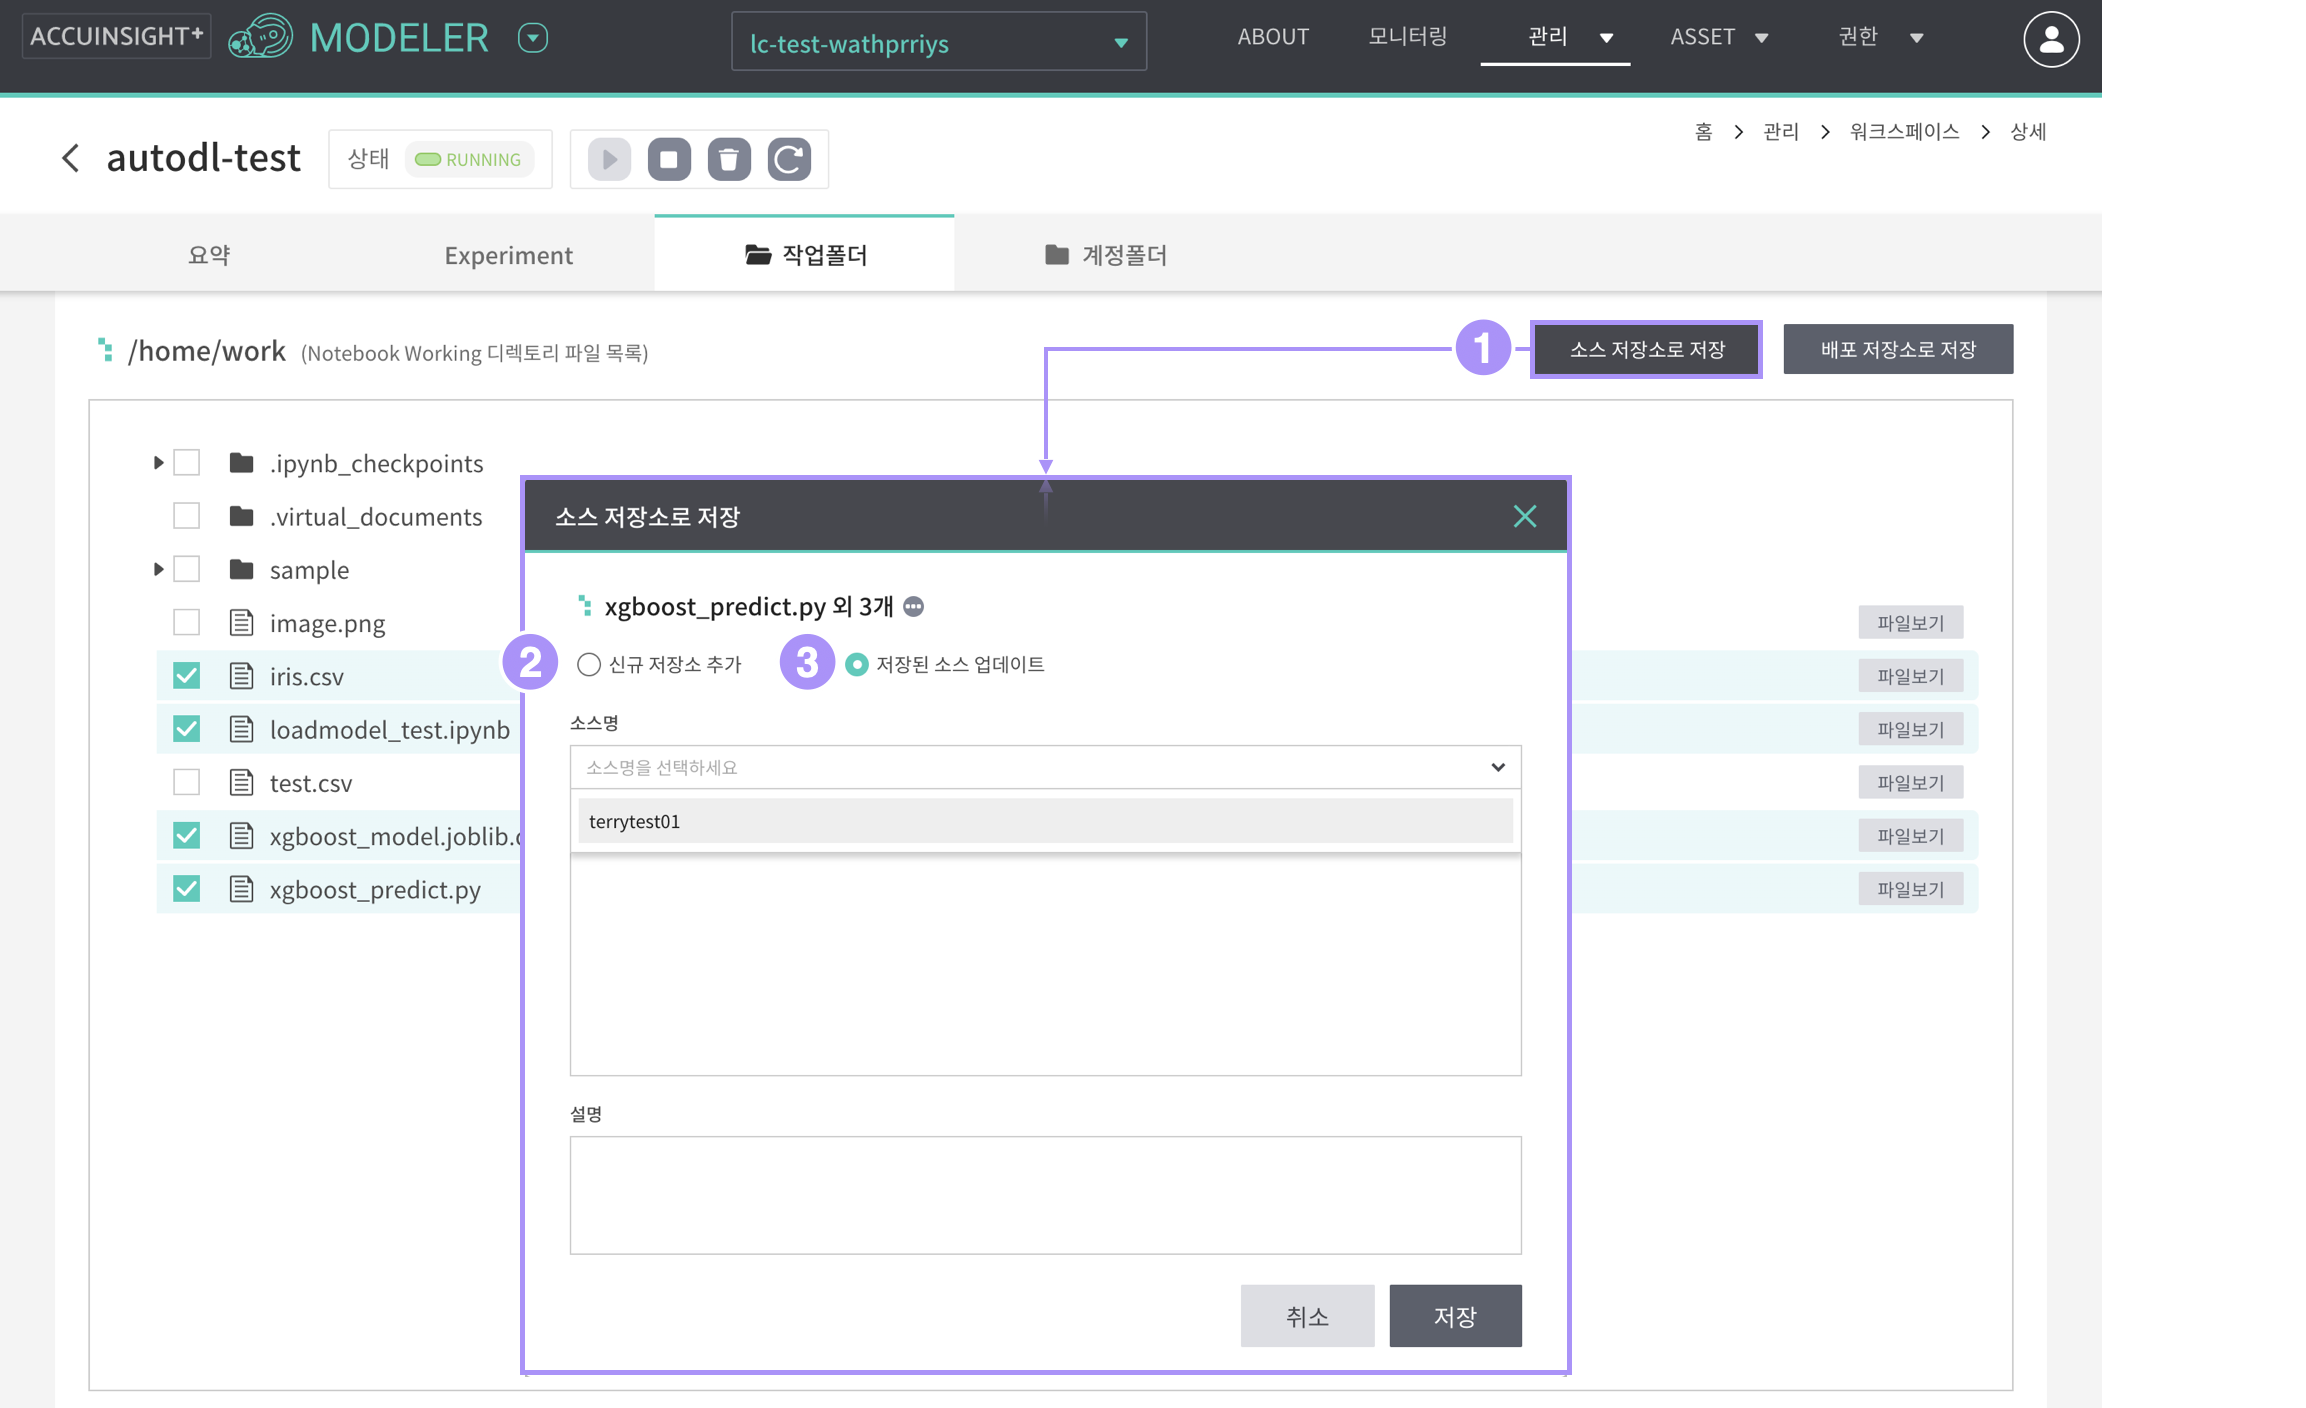 ACCUINSIGHT+ MODELER lc-test-wathprriys ABOUT 모니터링 관리 ASSET 권한
홈 > 관리 > 워크스페이스 > 상세
autodl-test 상태 RUNNING
요약 Experiment 작업폴더 계정폴더
/home/work (Notebook Working 디렉토리 파일 목록) 1 소스 저장소로 저장 배포 저장소로 저장
.ipynb_checkpoints
.virtual_documents
sample
image.png 파일보기
iris.csv 파일보기
loadmodel_test.ipynb 파일보기
test.csv 파일보기
xgboost_model.joblib. 파일보기
xgboost_predict.py 파일보기
소스 저장소로 저장
xgboost_predict.py 외 3개
2 신규 저장소 추가 3 저장된 소스 업데이트
소스명
소스명을 선택하세요
terrytest01
설명
취소 저장